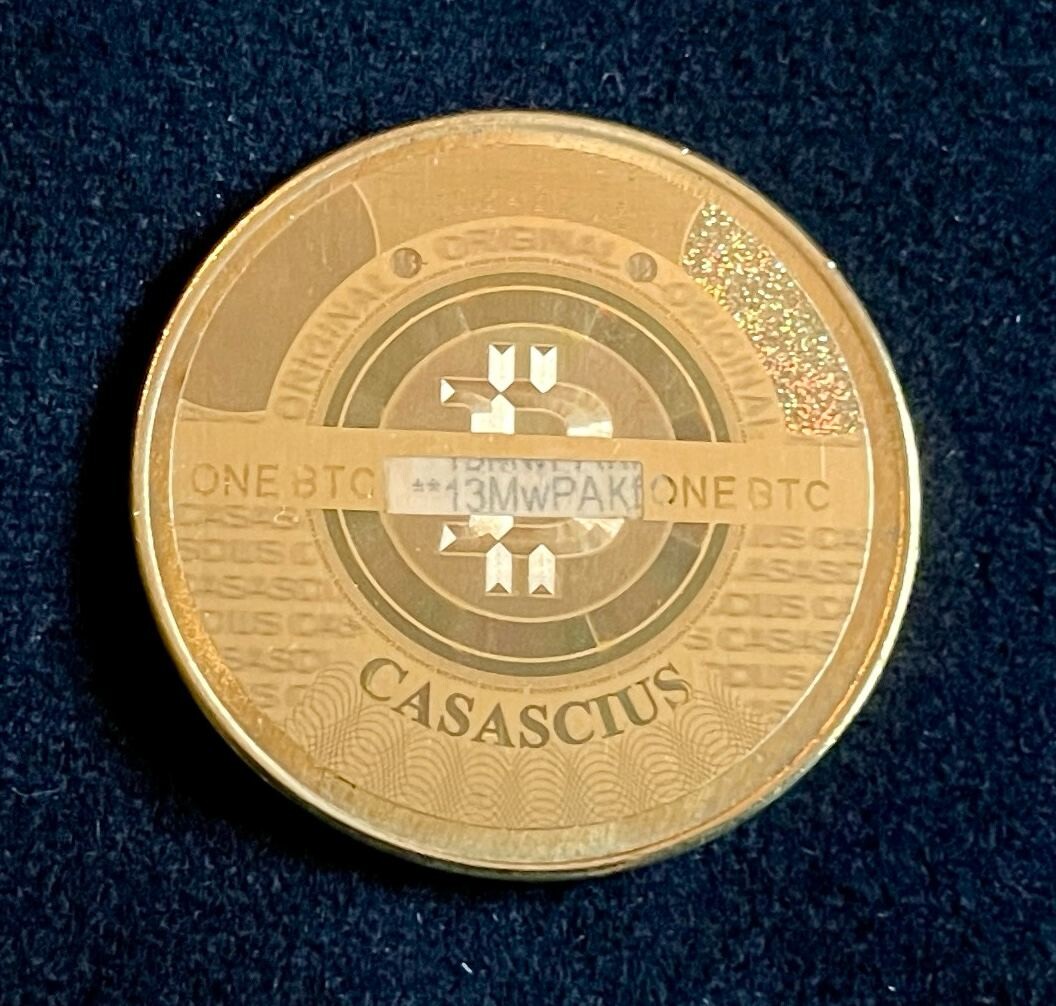 ORIGINAL ORIGINAL ORIGINAL
ONE BTC **13MwPAK ONE BTC
CASASCIUS